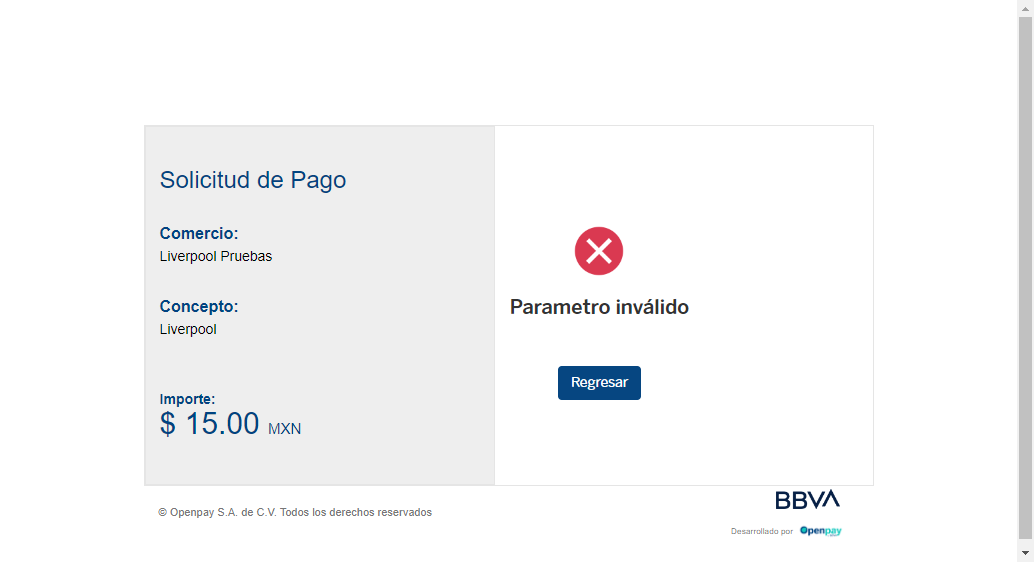 Solicitud de Pago
Comercio:
Liverpool Pruebas
Concepto:
Liverpool
Importe:
$ 15.00 MXN
Parametro inválido
Regresar
© Openpay S.A. de C.V. Todos los derechos reservados
BBVA
Desarrollado por Openpay